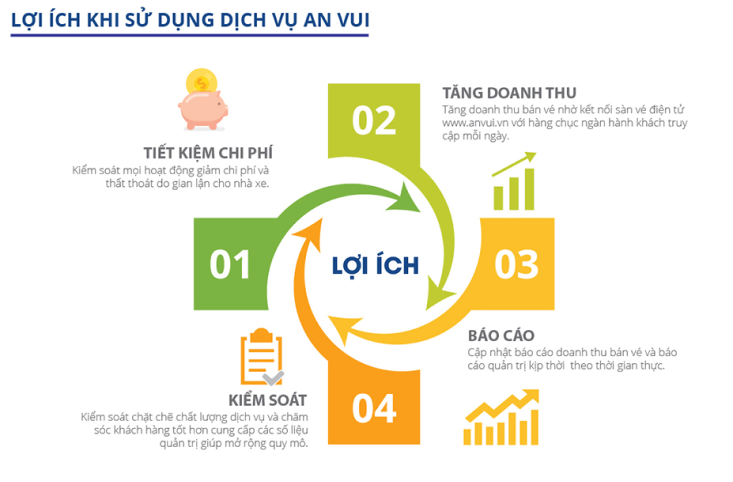 LỢI ÍCH KHI SỬ DỤNG DỊCH VỤ AN VUI
TIẾT KIỆM CHI PHÍ
Kiểm soát mọi hoạt động giảm chi phí và
thất thoát do gian lận cho nhà xe.
01
02
TĂNG DOANH THU
Tăng doanh thu bán vé nhờ kết nối sàn vé điện tử
www.anvui.vn với hàng chục ngàn hành khách truy
cập mỗi ngày.
LỢI ÍCH
03
BÁO CÁO
Cập nhật báo cáo doanh thu bán vé và báo
cáo quản trị kịp thời theo thời gian thực.
KIỂM SOÁT
Kiểm soát chặt chẽ chất lượng dịch vụ và chăm
sóc khách hàng tốt hơn cung cấp các số liệu
quản trị giúp mở rộng quy mô.
04